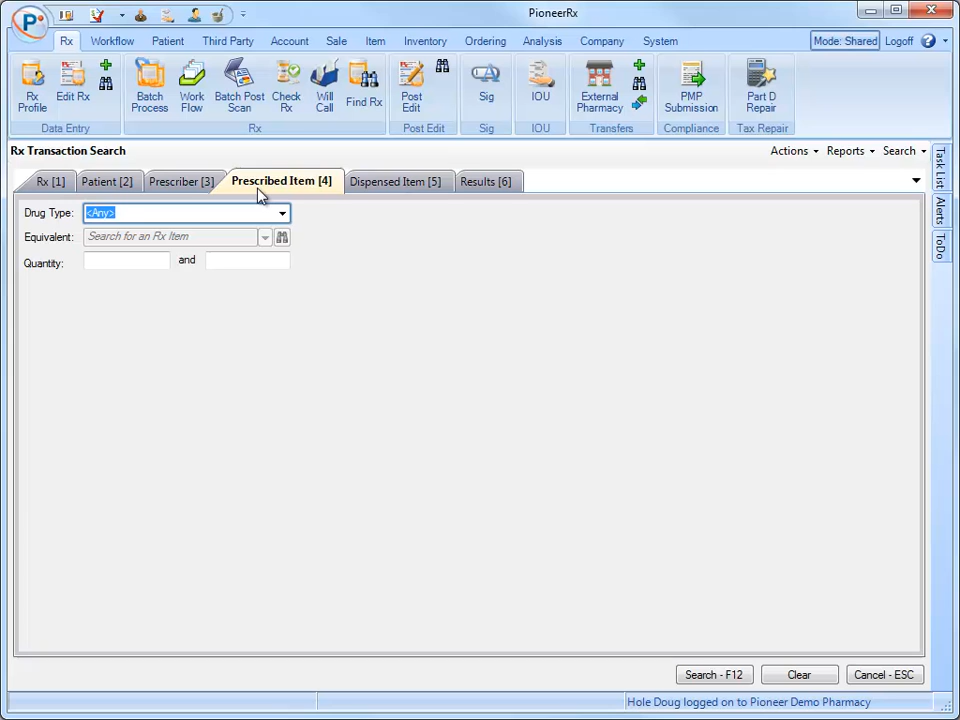 PioneerRx
Rx Workflow Patient Third Party Account Sale Item Inventory Ordering Analysis Company System Mode: Shared Logoff
Rx Profile Edit Rx Batch Process Work Flow Batch Post Scan Check Rx Will Call Find Rx Post Edit Sig IOU External Pharmacy PMP Submission Part D Repair
Data Entry Rx Post Edit Sig IOU Transfers Compliance Tax Repair
Rx Transaction Search Actions Reports Search
Rx [1] Patient [2] Prescriber [3] Prescribed Item [4] Dispensed Item [5] Results [6]
Drug Type: <Any>
Equivalent: Search for an Rx Item
Quantity: and
Task List
Alerts
ToDo
Search - F12 Clear Cancel - ESC
Hole Doug logged on to Pioneer Demo Pharmacy